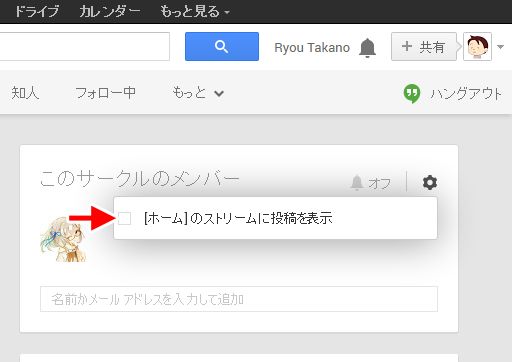 ドライブ カレンダー もっと見る
Ryou Takano + 共有
知人 フォロー中 もっと ハングアウト
このサークルのメンバー オフ
[ホーム] のストリームに投稿を表示
名前かメール アドレスを入力して追加